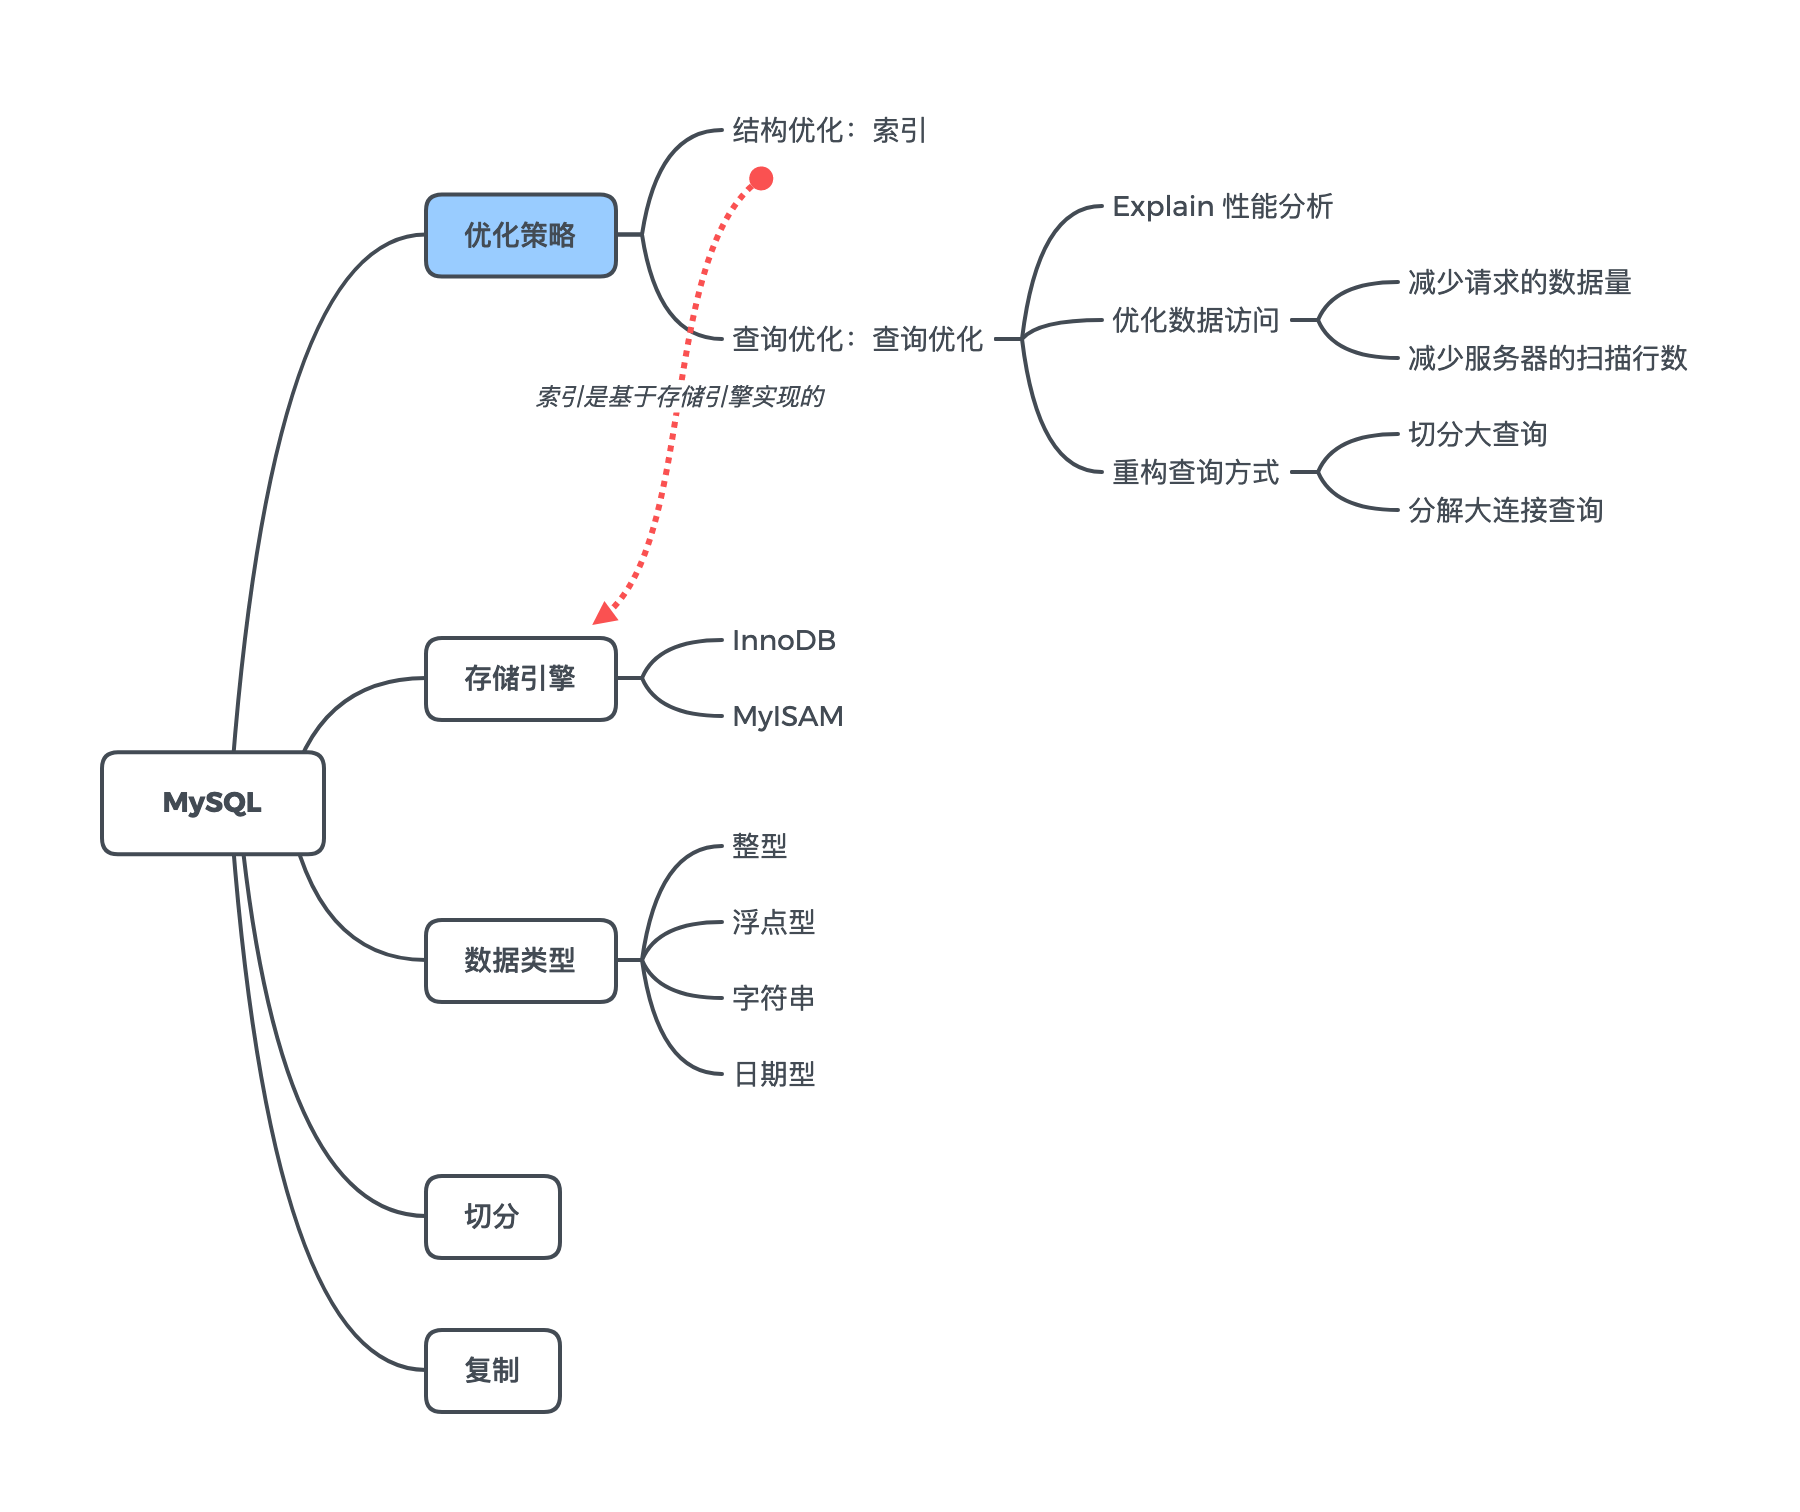 结构优化：索引
Explain 性能分析
优化策略
减少请求的数据量
优化数据访问
查询优化：查询优化
减少服务器的扫描行数
索引是基于存储引擎实现的
切分大查询
重构查询方式
分解大连接查询
InnoDB
存储引擎
MyISAM
MySQL
整型
浮点型
数据类型
字符串
日期型
切分
复制